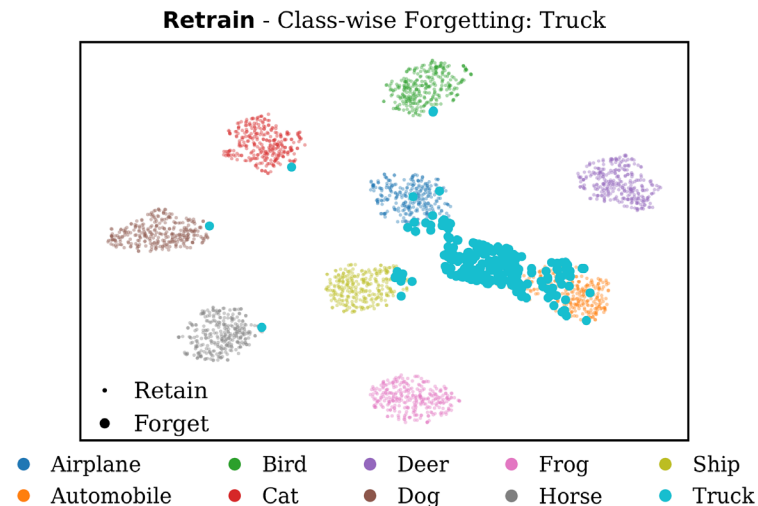 Retrain - Class-wise Forgetting: Truck
Retain
Forget
Airplane Bird Deer Frog Ship
Automobile Cat Dog Horse Truck